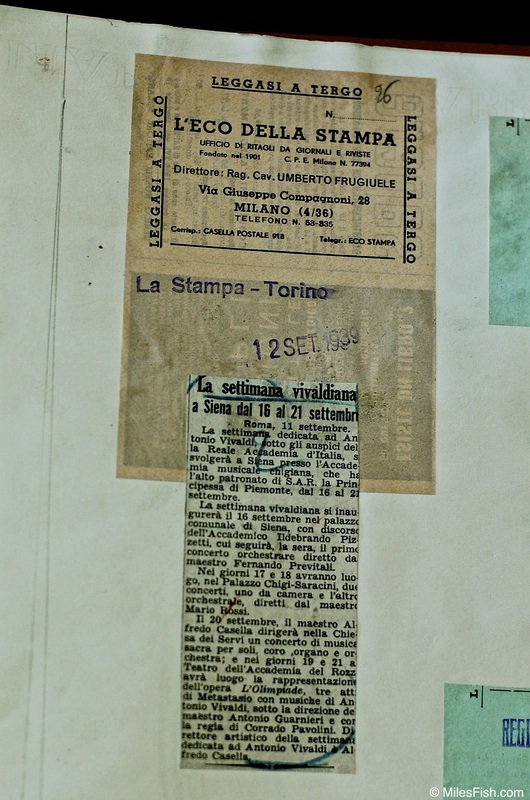 LEGGASI A TERGO
96
LEGGASI A TERGO
LEGGASI A TERGO
N.
L'ECO DELLA STAMPA
UFFICIO DI RITAGLI DA GIORNALI E RIVISTE
Fondato nel 1901 C. P. E. Milano N. 77394
Direttore: Rag. Cav. UMBERTO FRUGIUELE
Via Giuseppe Compagnoni, 28
MILANO (4/36)
TELEFONO N. 53-335
Corrisp.: CASELLA POSTALE 918 Telegr.: ECO STAMPA
La Stampa - Torino
12 SET. 1939
La settimana vivaldiana
a Siena dal 16 al 21 settembre
Roma, 11 settembre.
La settimana dedicata ad An
tonio Vivaldi, sotto gli auspici del
la Reale Accademia d'Italia, s
svolgerà a Siena presso l'Accade
mia musicale chigiana, che ha
l'alto patronato di S.A.R. la Prin
cipessa di Piemonte, dal 16 al 21
settembre.
La settimana vivaldiana si inau
gurerà il 16 settembre nel palazzo
comunale di Siena, con discorso
dell'Accademico Ildebrando Piz
zetti, cui seguirà, la sera, il primo
concerto orchestrare diretto da
maestro Fernando Previtali.
Nei giorni 17 e 18 avranno luo
go, nel Palazzo Chigi-Saracini, due
concerti, uno da camera e l'altro
orchestrale, diretti dal maestro
Mario Rossi.
Il 20 settembre, il maestro Al
fredo Casella dirigerà nella Chie
sa dei Servi un concerto di musica
sacra per soli, coro ,organo e or
chestra; e nei giorni 19 e 21 a
Teatro dell'Accademia del Rozz
avrà luogo la rappresentazione
dell'opera L'Olimpiade, tre att
di Metastasio con musiche di An
tonio Vivaldi, sotto la direzione de
maestro Antonio Guarnieri e con
la regia di Corrado Pavolini. Di
rettore artistico della settimana
dedicata ad Antonio Vivaldi è Al
fredo Casella.
REGI
© MilesFish.com